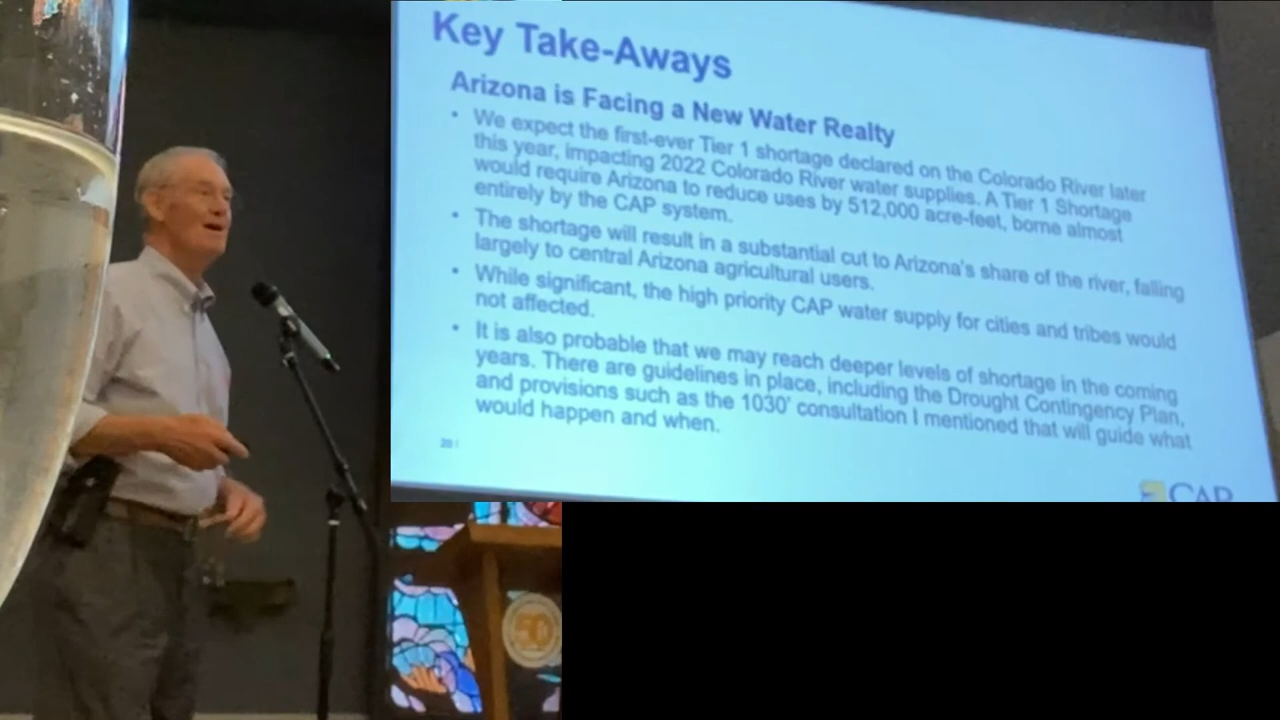 Key Take-Aways
Arizona is Facing a New Water Realty
• We expect the first-ever Tier 1 shortage declared on the Colorado River later
this year, impacting 2022 Colorado River water supplies. A Tier 1 Shortage
would require Arizona to reduce uses by 512,000 acre-feet, borne almost
entirely by the CAP system.
• The shortage will result in a substantial cut to Arizona's share of the river, falling
largely to central Arizona agricultural users.
• While significant, the high priority CAP water supply for cities and tribes would
not affected.
• It is also probable that we may reach deeper levels of shortage in the coming
years. There are guidelines in place, including the Drought Contingency Plan,
and provisions such as the 1030' consultation I mentioned that will guide what
would happen and when.
CAP
50